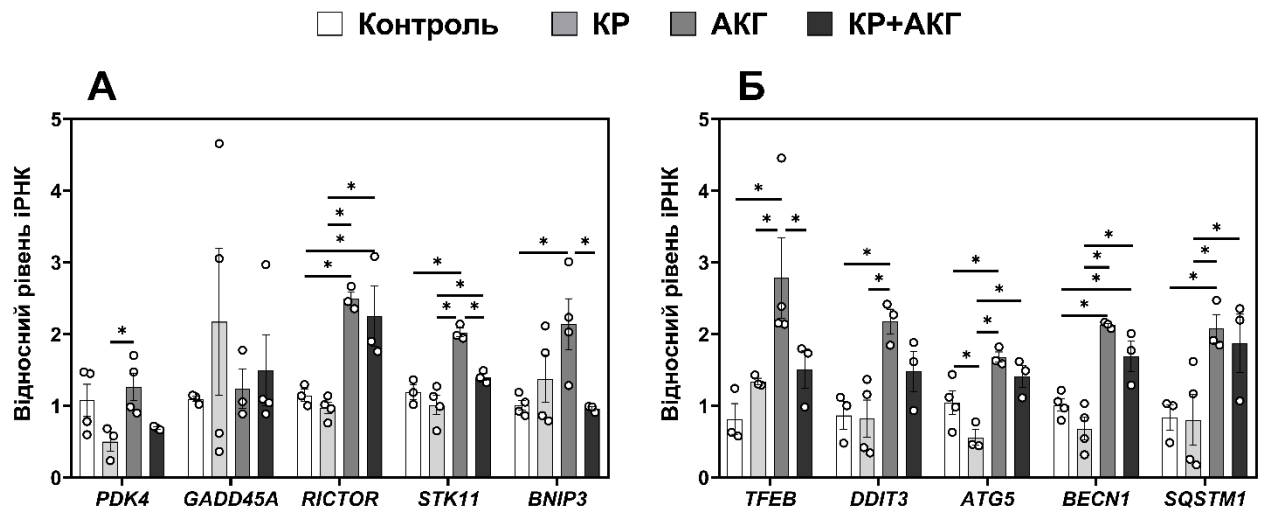 Контроль КР АКГ КР+АКГ
А
Відносний рівень іРНК
5
4
3
2
1
0
* * * * * * * * * * *
PDK4 GADD45A RICTOR STK11 BNIP3
Б
Відносний рівень іРНК
5
4
3
2
1
0
* * * * * * * * * * * * * * * *
TFEB DDIT3 ATG5 BECN1 SQSTM1